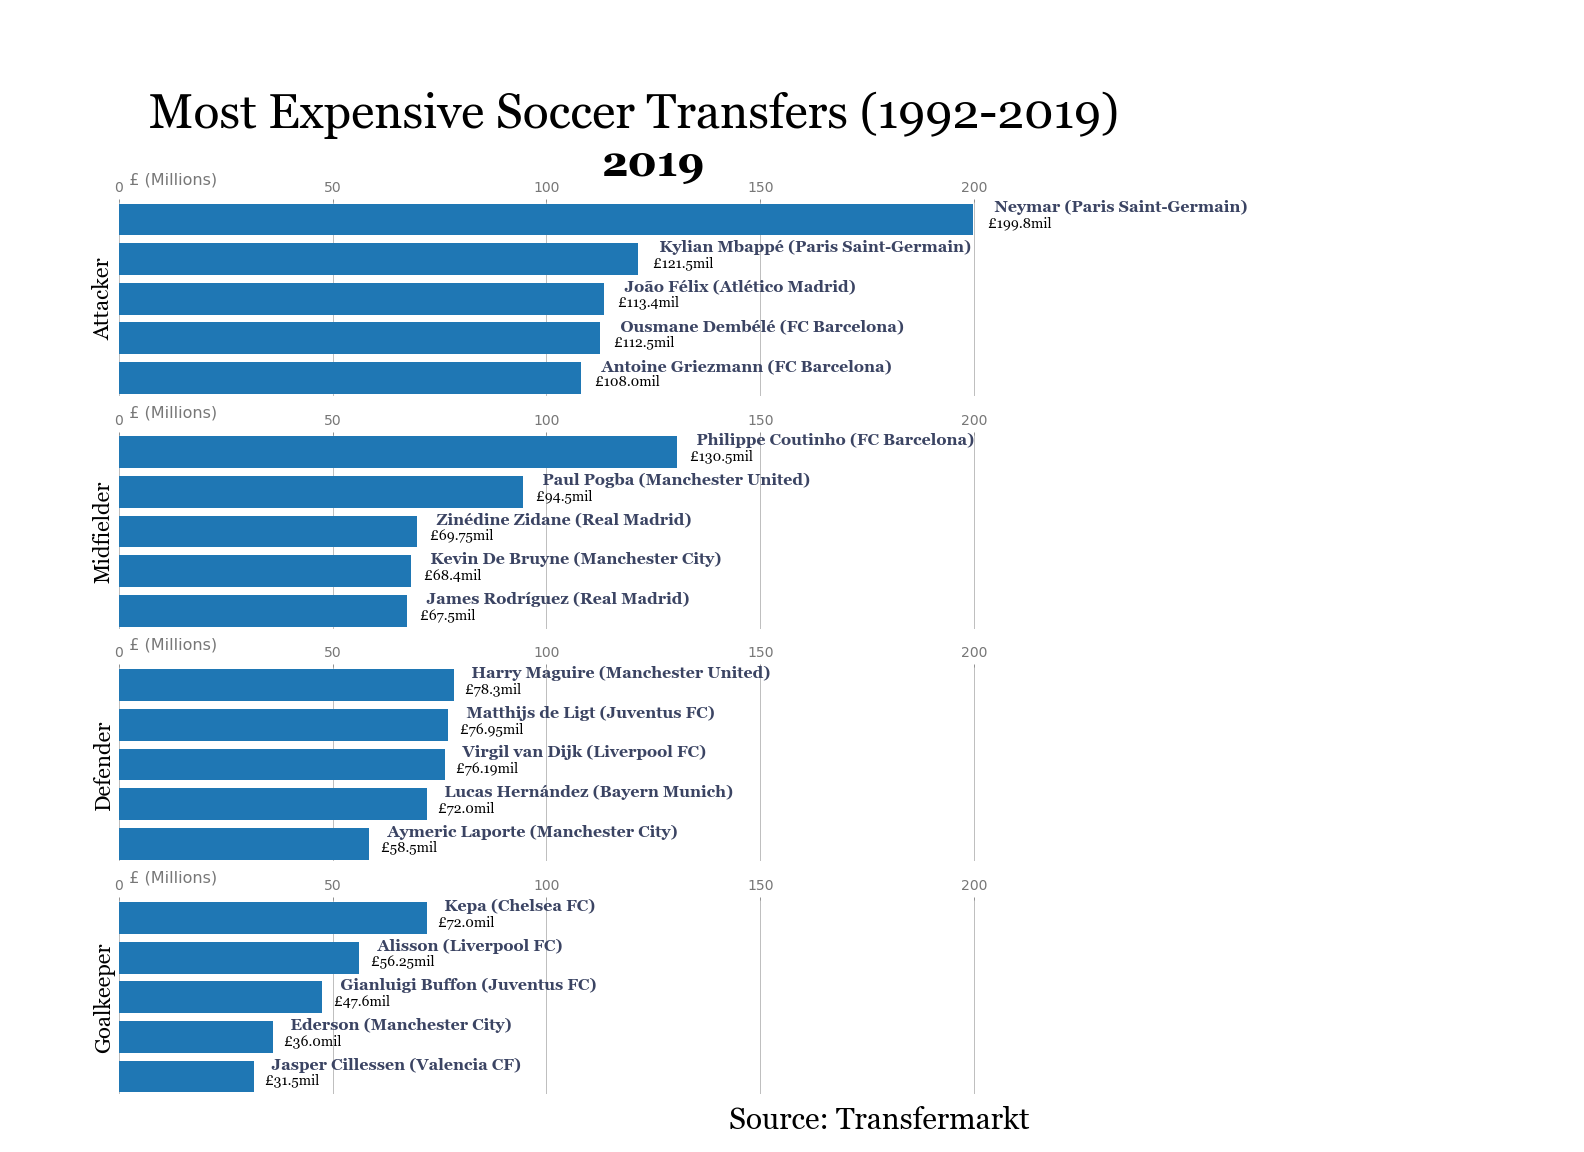 Most Expensive Soccer Transfers (1992-2019)
2019
£ (Millions)
0 50 100 150 200
Attacker
Neymar (Paris Saint-Germain)
£199.8mil
Kylian Mbappé (Paris Saint-Germain)
£121.5mil
João Félix (Atlético Madrid)
£113.4mil
Ousmane Dembélé (FC Barcelona)
£112.5mil
Antoine Griezmann (FC Barcelona)
£108.0mil
£ (Millions)
0 50 100 150 200
Midfielder
Philippe Coutinho (FC Barcelona)
£130.5mil
Paul Pogba (Manchester United)
£94.5mil
Zinédine Zidane (Real Madrid)
£69.75mil
Kevin De Bruyne (Manchester City)
£68.4mil
James Rodríguez (Real Madrid)
£67.5mil
£ (Millions)
0 50 100 150 200
Defender
Harry Maguire (Manchester United)
£78.3mil
Matthijs de Ligt (Juventus FC)
£76.95mil
Virgil van Dijk (Liverpool FC)
£76.19mil
Lucas Hernández (Bayern Munich)
£72.0mil
Aymeric Laporte (Manchester City)
£58.5mil
£ (Millions)
0 50 100 150 200
Goalkeeper
Kepa (Chelsea FC)
£72.0mil
Alisson (Liverpool FC)
£56.25mil
Gianluigi Buffon (Juventus FC)
£47.6mil
Ederson (Manchester City)
£36.0mil
Jasper Cillessen (Valencia CF)
£31.5mil
Source: Transfermarkt